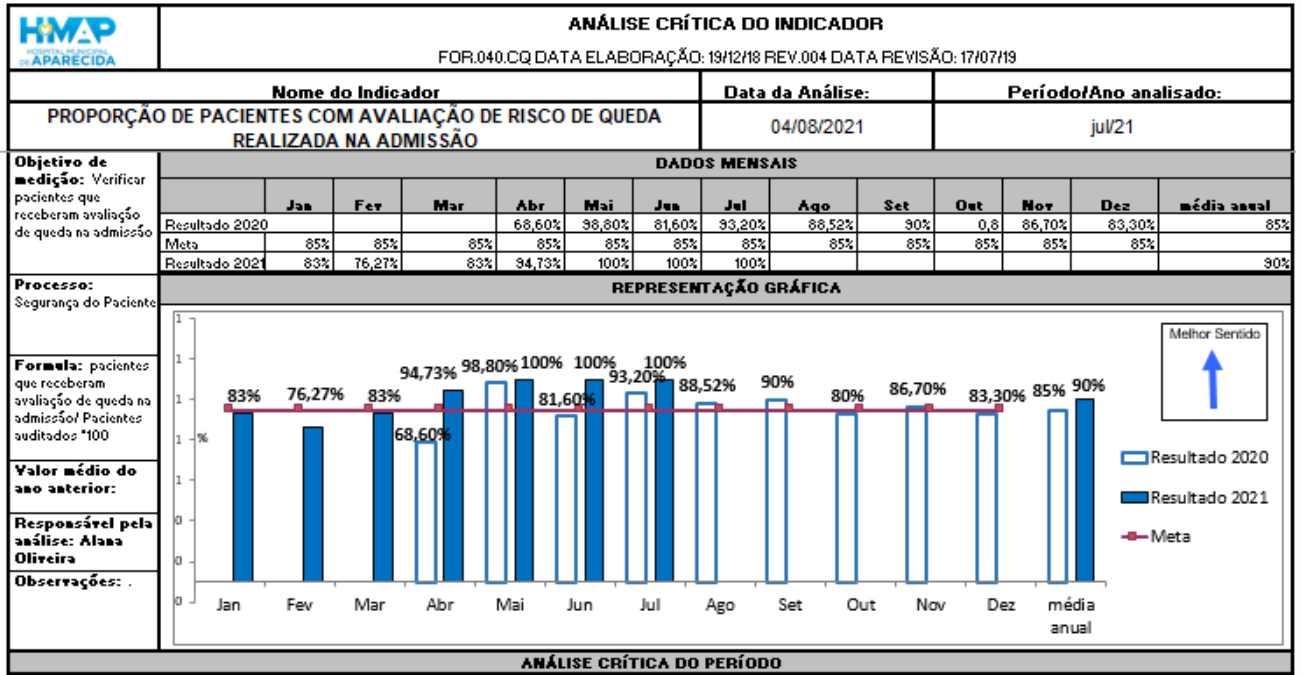 HMAP
HOSPITAL MUNICIPAL
DE APARECIDA
ANÁLISE CRÍTICA DO INDICADOR
FOR.040.CQ DATA ELABORAÇÃO: 19/12/18 REV.004 DATA REVISÃO: 17/07/19
Nome do Indicador Data da Análise: Período/Ano analisado:
PROPORÇÃO DE PACIENTES COM AVALIAÇÃO DE RISCO DE QUEDA
REALIZADA NA ADMISSÃO
04/08/2021
jul/21
Objetivo de
medição: Verificar
pacientes que
receberam avaliação
de queda na admissão
DADOS MENSAIS
Jan Fev Mar Abr Mai Jun Jul Ago Set Out Nov Dez média anual
Resultado 2020 68,60% 98,80% 81,60% 93,20% 88,52% 90% 0,8 86,70% 83,30% 85%
Meta 85% 85% 85% 85% 85% 85% 85% 85% 85% 85% 85% 85%
Resultado 2021 83% 76,27% 83% 94,73% 100% 100% 100% 90%
Processo:
Segurança do Paciente
Formula: pacientes
que receberam
avaliação de queda na
admissão/ Pacientes
auditados *100
Valor médio do
ano anterior:
Responsável pela
análise: Alana
Oliveira
Observações: .
REPRESENTAÇÃO GRÁFICA
1
1
1
1
1
0
0
0
%
83% 76,27% 83% 94,73% 98,80% 100% 100% 100%
68,60% 81,60% 93,20% 88,52% 90% 80% 86,70% 83,30% 85% 90%
Jan Fev Mar Abr Mai Jun Jul Ago Set Out Nov Dez média
anual
Melhor Sentido
Resultado 2020
Resultado 2021
Meta
ANÁLISE CRÍTICA DO PERÍODO